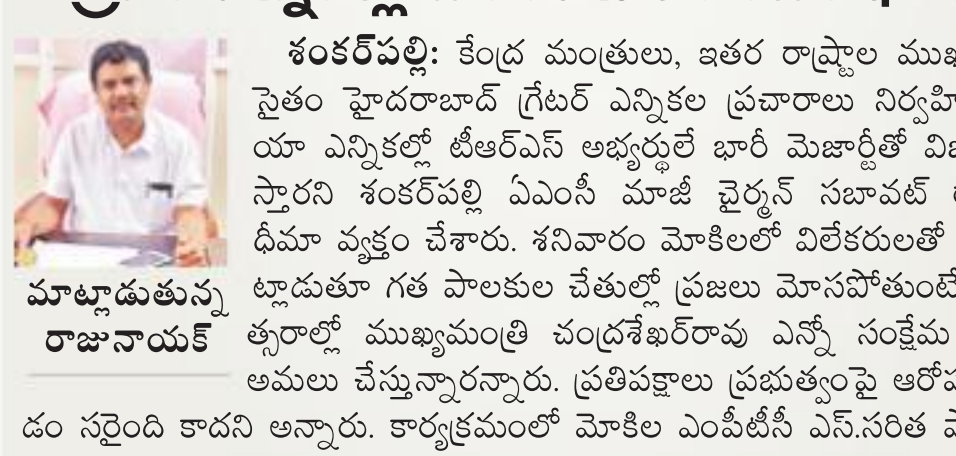 శంకర్‌పల్లి: కేంద్ర మంత్రులు, ఇతర రాష్ట్రాల
సైతం హైదరాబాద్ గ్రేటర్ ఎన్నికల ప్రచారాలు
యా ఎన్నికల్లో టీఆర్ఎస్ అభ్యర్థులే భారీ మెజార్టీతో
స్తారని శంకర్‌పల్లి ఏఎంసీ మాజీ చైర్మన్ సబావట్
ధీమా వ్యక్తం చేశారు. శనివారం మోకిలలో విలేకరులతో
ట్లాడుతూ గత పాలకుల చేతుల్లో ప్రజలు మోసపోతుంటే
త్సరాల్లో ముఖ్యమంత్రి చంద్రశేఖర్‌రావు ఎన్నో సంక్షేమ
అమలు చేస్తున్నారన్నారు. ప్రతిపక్షాలు ప్రభుత్వంపై
డం సరైంది కాదని అన్నారు. కార్యక్రమంలో మోకిల ఎంపీటీసీ ఎస్.సరిత
మాట్లాడుతున్న
రాజునాయక్